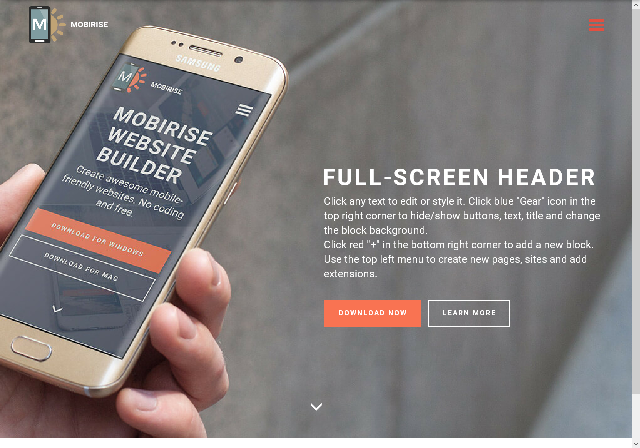 M MOBIRISE
SAMSUNG
M MOBIRISE
MOBIRISE
WEBSITE
BUILDER
Create awesome mobile-
friendly websites. No coding
and free.
DOWNLOAD FOR WINDOWS
DOWNLOAD FOR MAC
FULL-SCREEN HEADER
Click any text to edit or style it. Click blue "Gear" icon in the
top right corner to hide/show buttons, text, title and change
the block background.
Click red "+" in the bottom right corner to add a new block.
Use the top left menu to create new pages, sites and add
extensions.
DOWNLOAD NOW
LEARN MORE